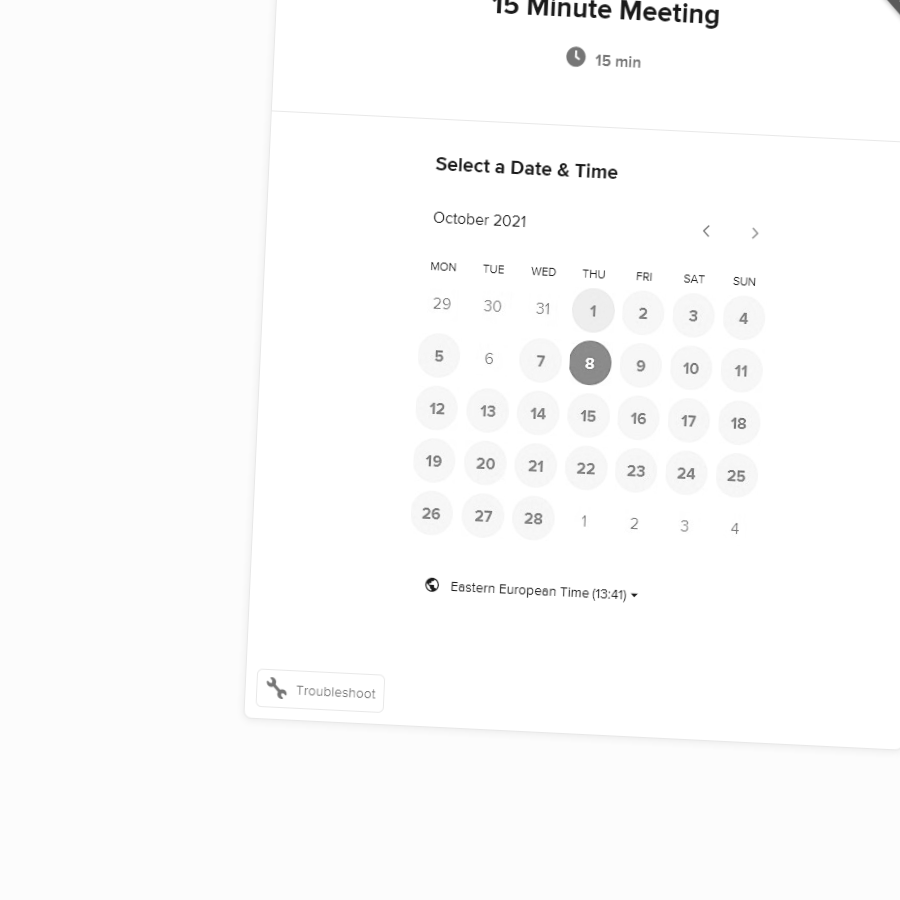 15 Minute Meeting
15 min
Select a Date & Time
October 2021
MON TUE WED THU FRI SAT SUN
29 30 31 1 2 3 4
5 6 7 8 9 10 11
12 13 14 15 16 17 18
19 20 21 22 23 24 25
26 27 28 1 2 3 4
Eastern European Time (13:41)
Troubleshoot